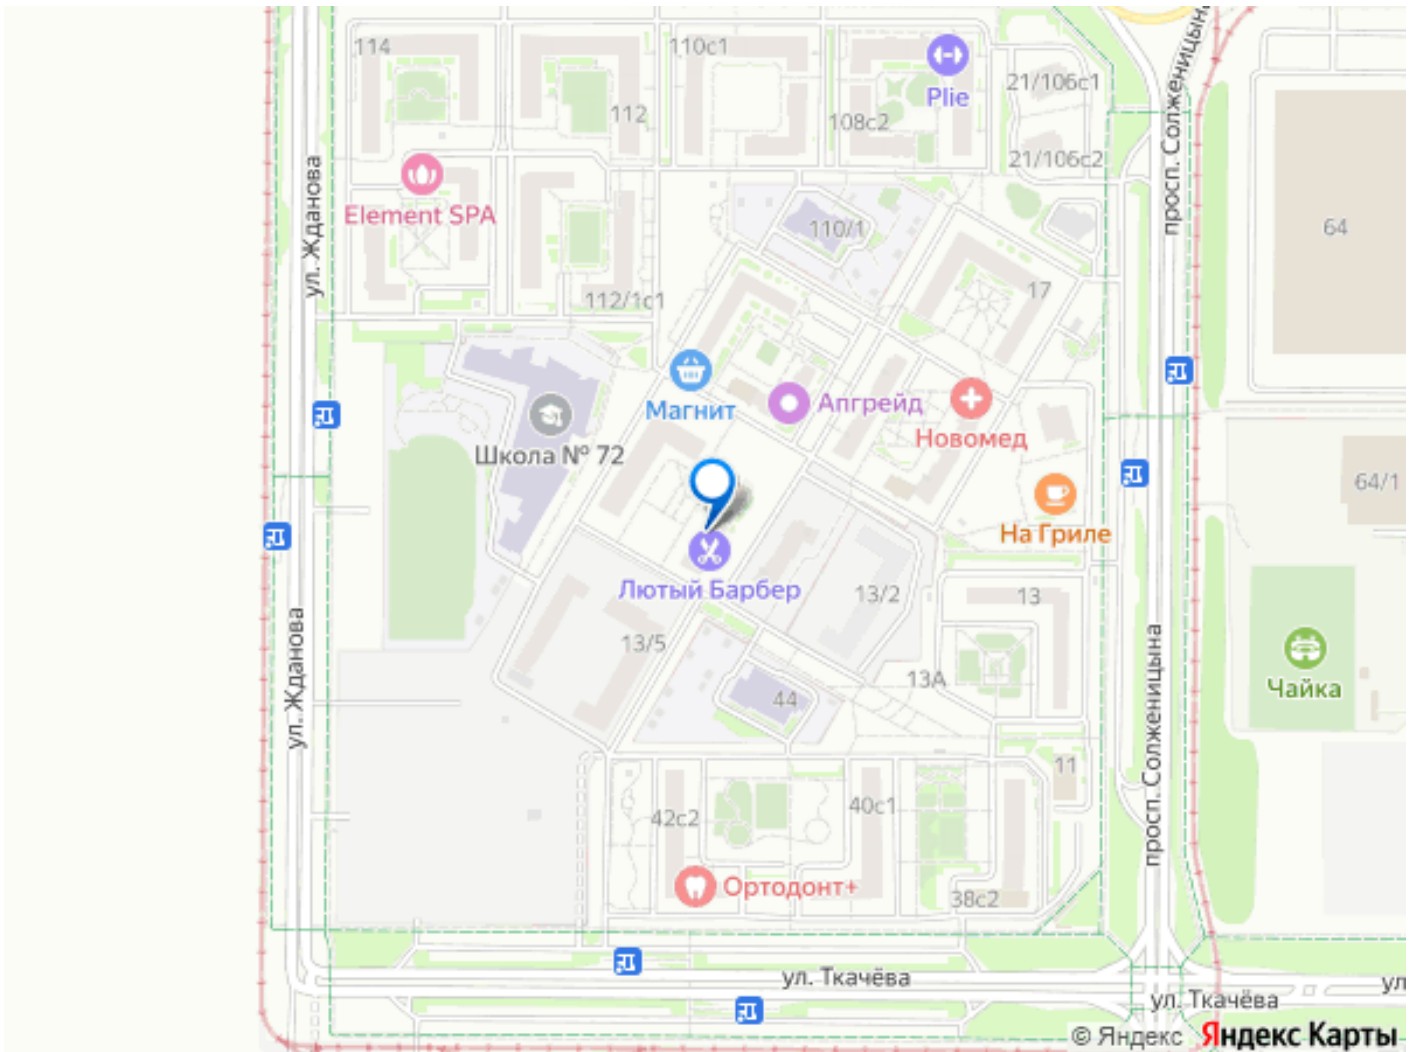 114
110с1
Plie
21/106с1
112
108с2
21/106с2
просп. Солженицына
ул. Жданова
Element SPA
110/1
64
17
112/1с1
Магнит
Апгрейд
Новомед
Школа № 72
64/1
На Гриле
Лютый Барбер
13/2
13
13/5
ул. Жданова
просп. Солженицына
13А
Чайка
44
11
42с2
40с1
Ортодонт+
38с2
ул. Ткачёва
ул
ул. Ткачёва
© Яндекс Яндекс Карты